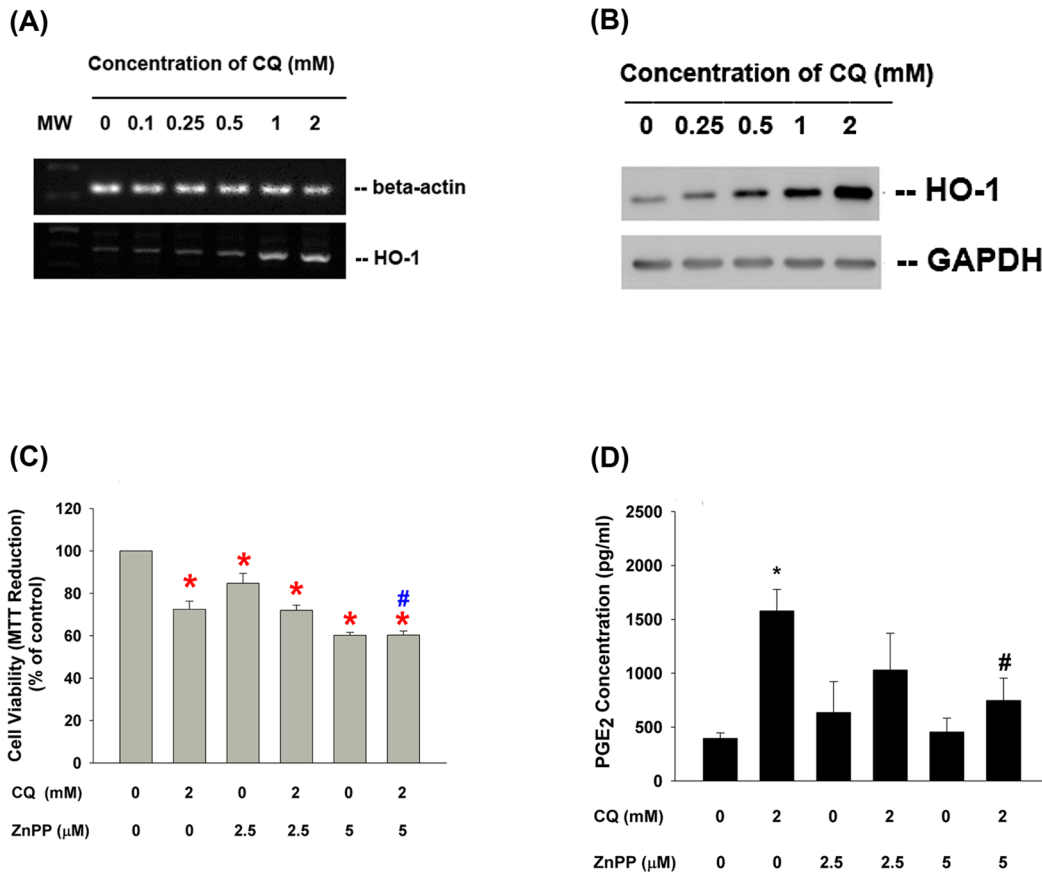 (A)
Concentration of CQ (mM)
MW 0 0.1 0.25 0.5 1 2
-- beta-actin
-- HO-1
(B)
Concentration of CQ (mM)
0 0.25 0.5 1 2
-- HO-1
-- GAPDH
(C)
Cell Viability (MTT Reduction)
(% of control)
120
100
80
60
40
20
0
* * * * # *
CQ (mM) 0 2 0 2 0 2
ZnPP (μM) 0 0 2.5 2.5 5 5
(D)
PGE2 Concentration (pg/ml)
2500
2000
1500
1000
500
0
* #
CQ (mM) 0 2 0 2 0 2
ZnPP (μM) 0 0 2.5 2.5 5 5